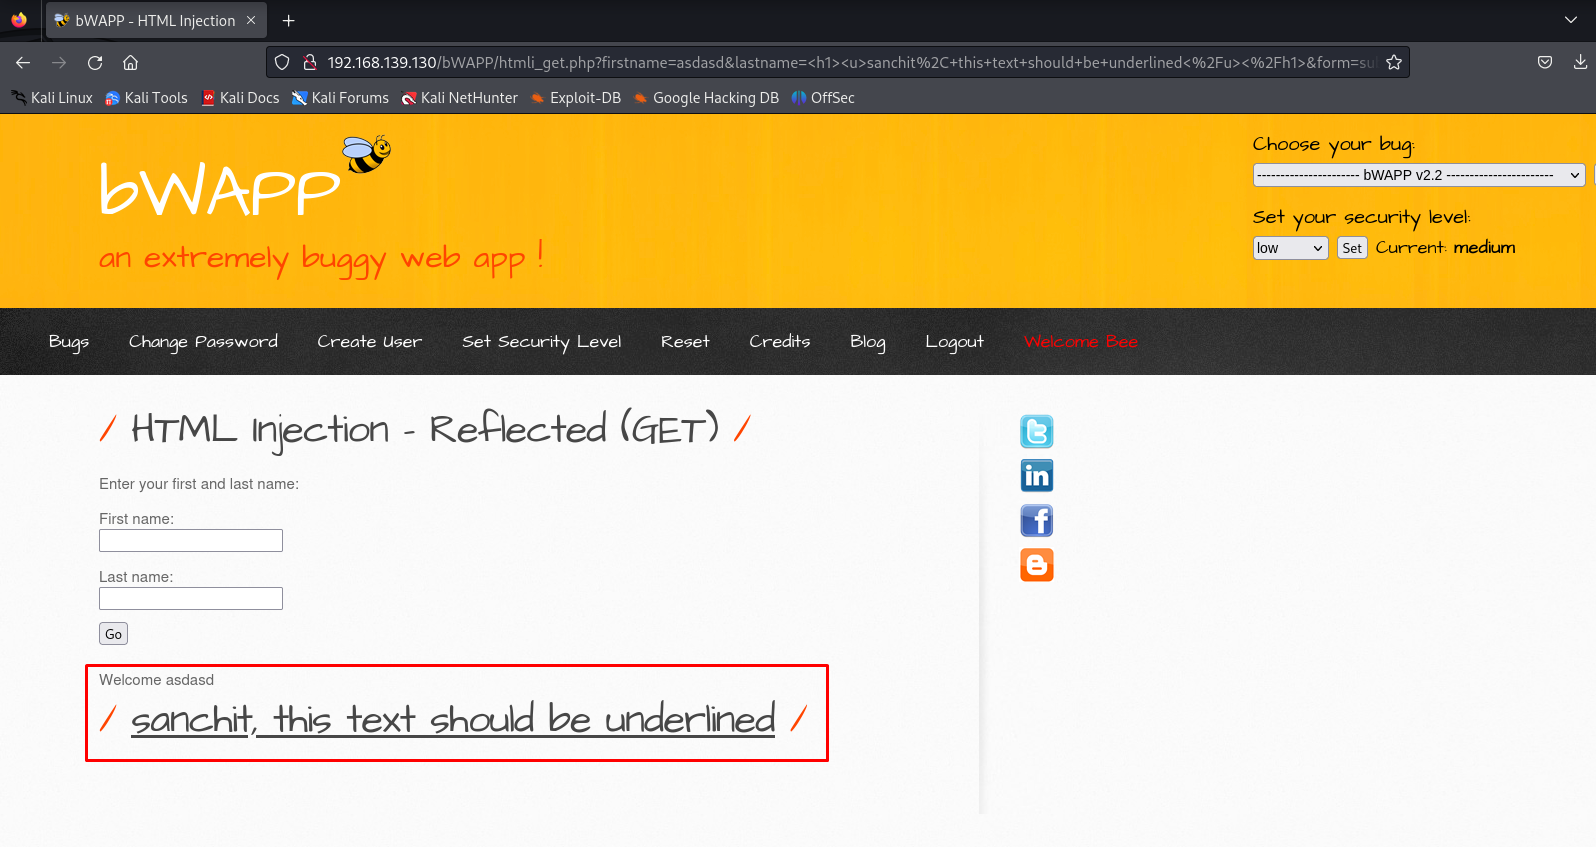 bWAPP - HTML Injection
192.168.139.130/bWAPP/htmli_get.php?firstname=asdasd&lastname=<h1><u>sanchit%2C+this+text+should+be+underlined<%2Fu><%2Fh1>&form=su
Kali Linux Kali Tools Kali Docs Kali Forums Kali NetHunter Exploit-DB Google Hacking DB OffSec
bWAPP
an extremely buggy web app !
Choose your bug:
---------------------- bWAPP v2.2 -----------------------
Set your security level:
low Set Current: medium
Bugs Change Password Create User Set Security Level Reset Credits Blog Logout Welcome Bee
/ HTML Injection - Reflected (GET) /
Enter your first and last name:
First name:
Last name:
Go
Welcome asdasd
/ sanchit, this text should be underlined /